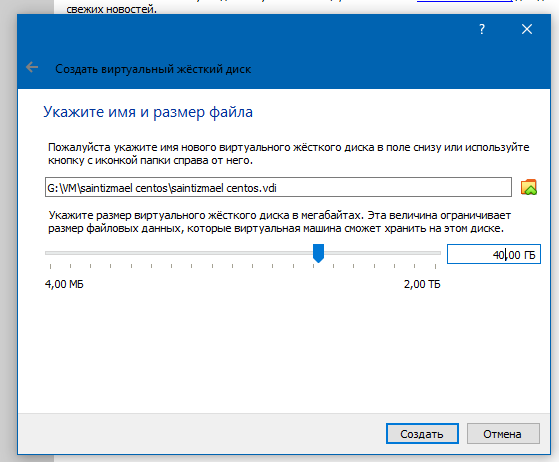 свежих новостей.
?
Создать виртуальный жёсткий диск
Укажите имя и размер файла
Пожалуйста укажите имя нового виртуального жёсткого диска в поле снизу или используйте
кнопку с иконкой папки справа от него.
G:\VM\saintizmael centos\saintizmael centos.vdi
Укажите размер виртуального жёсткого диска в мегабайтах. Эта величина ограничивает
размер файловых данных, которые виртуальная машина сможет хранить на этом диске.
40,00 ГБ
4,00 МБ
2,00 ТБ
Создать
Отмена